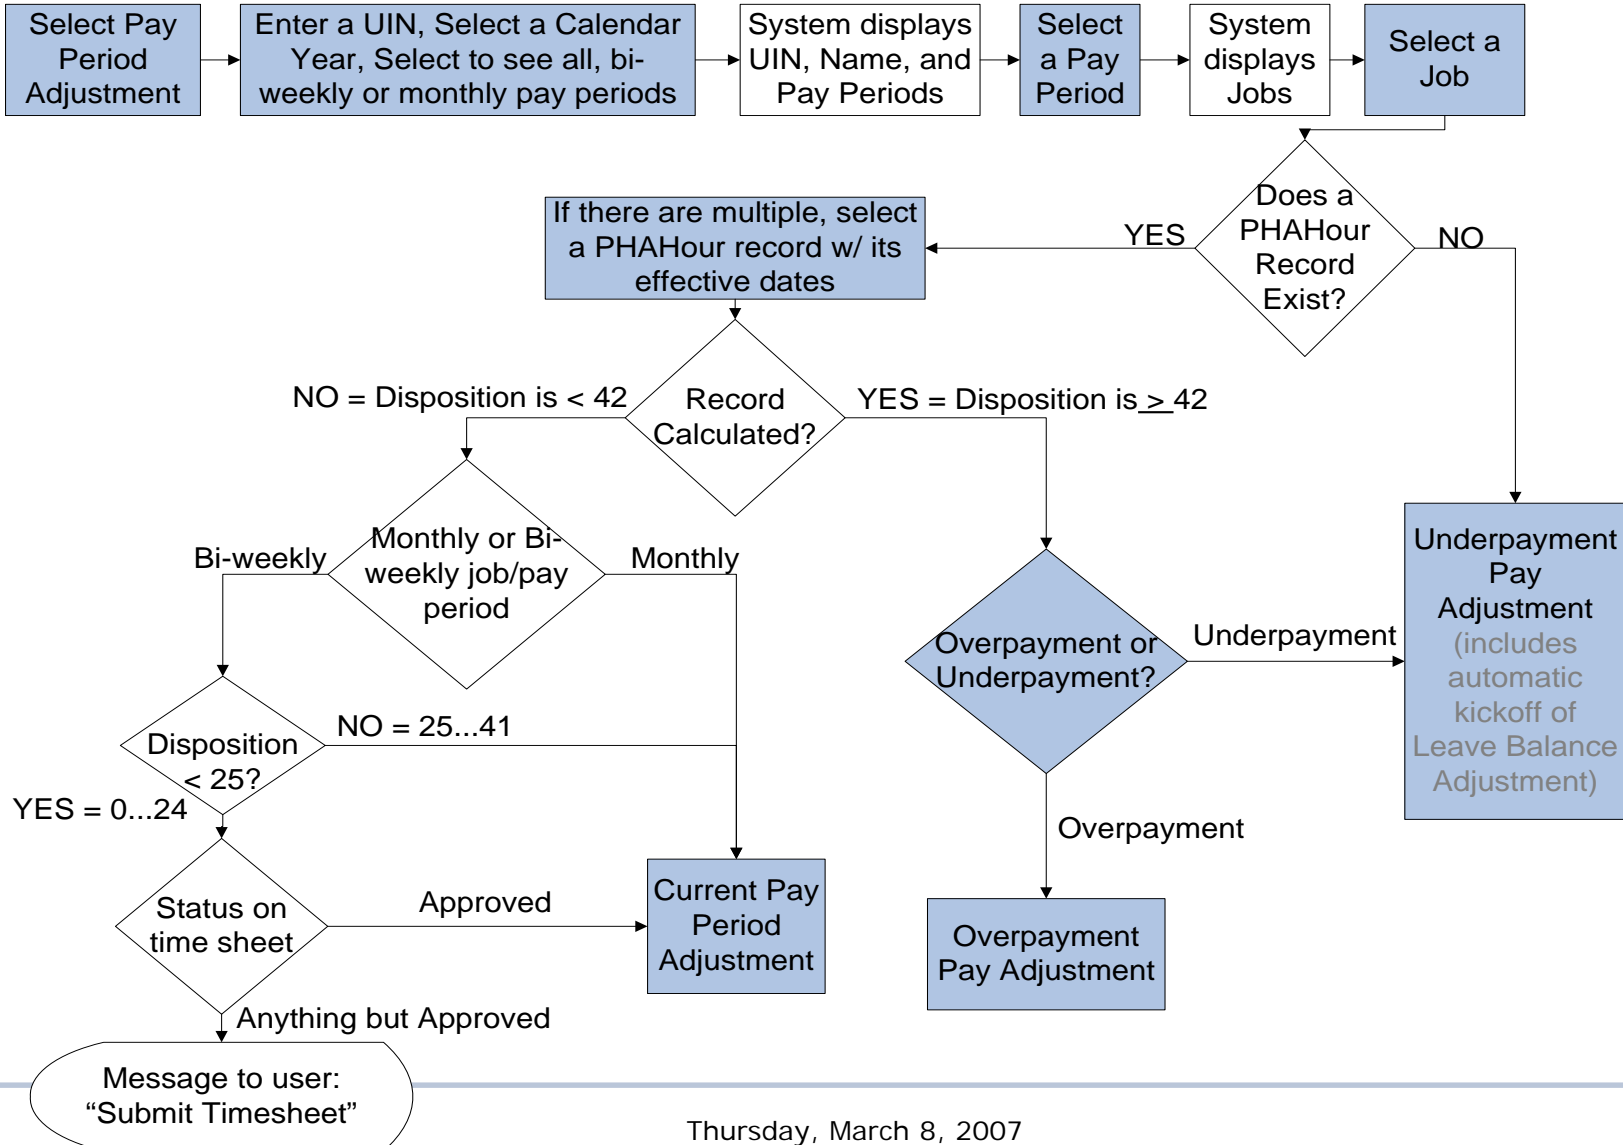 Select Pay
Period
Adjustment
Enter a UIN, Select a Calendar
Year, Select to see all, bi-
weekly or monthly pay periods
System displays
UIN, Name, and
Pay Periods
Select
a Pay
Period
System
displays
Jobs
Select a
Job
Does a
PHAHour
Record
Exist?
YES
NO
If there are multiple, select
a PHAHour record w/ its
effective dates
Record
Calculated?
NO = Disposition is < 42
YES = Disposition is > 42
Monthly or Bi-
weekly job/pay
period
Bi-weekly
Monthly
Overpayment or
Underpayment?
Underpayment
Underpayment
Pay
Adjustment
(includes
automatic
kickoff of
Leave Balance
Adjustment)
Disposition
< 25?
NO = 25...41
YES = 0...24
Overpayment
Status on
time sheet
Approved
Current Pay
Period
Adjustment
Overpayment
Pay Adjustment
Anything but Approved
Message to user:
“Submit Timesheet”
Thursday, March 8, 2007